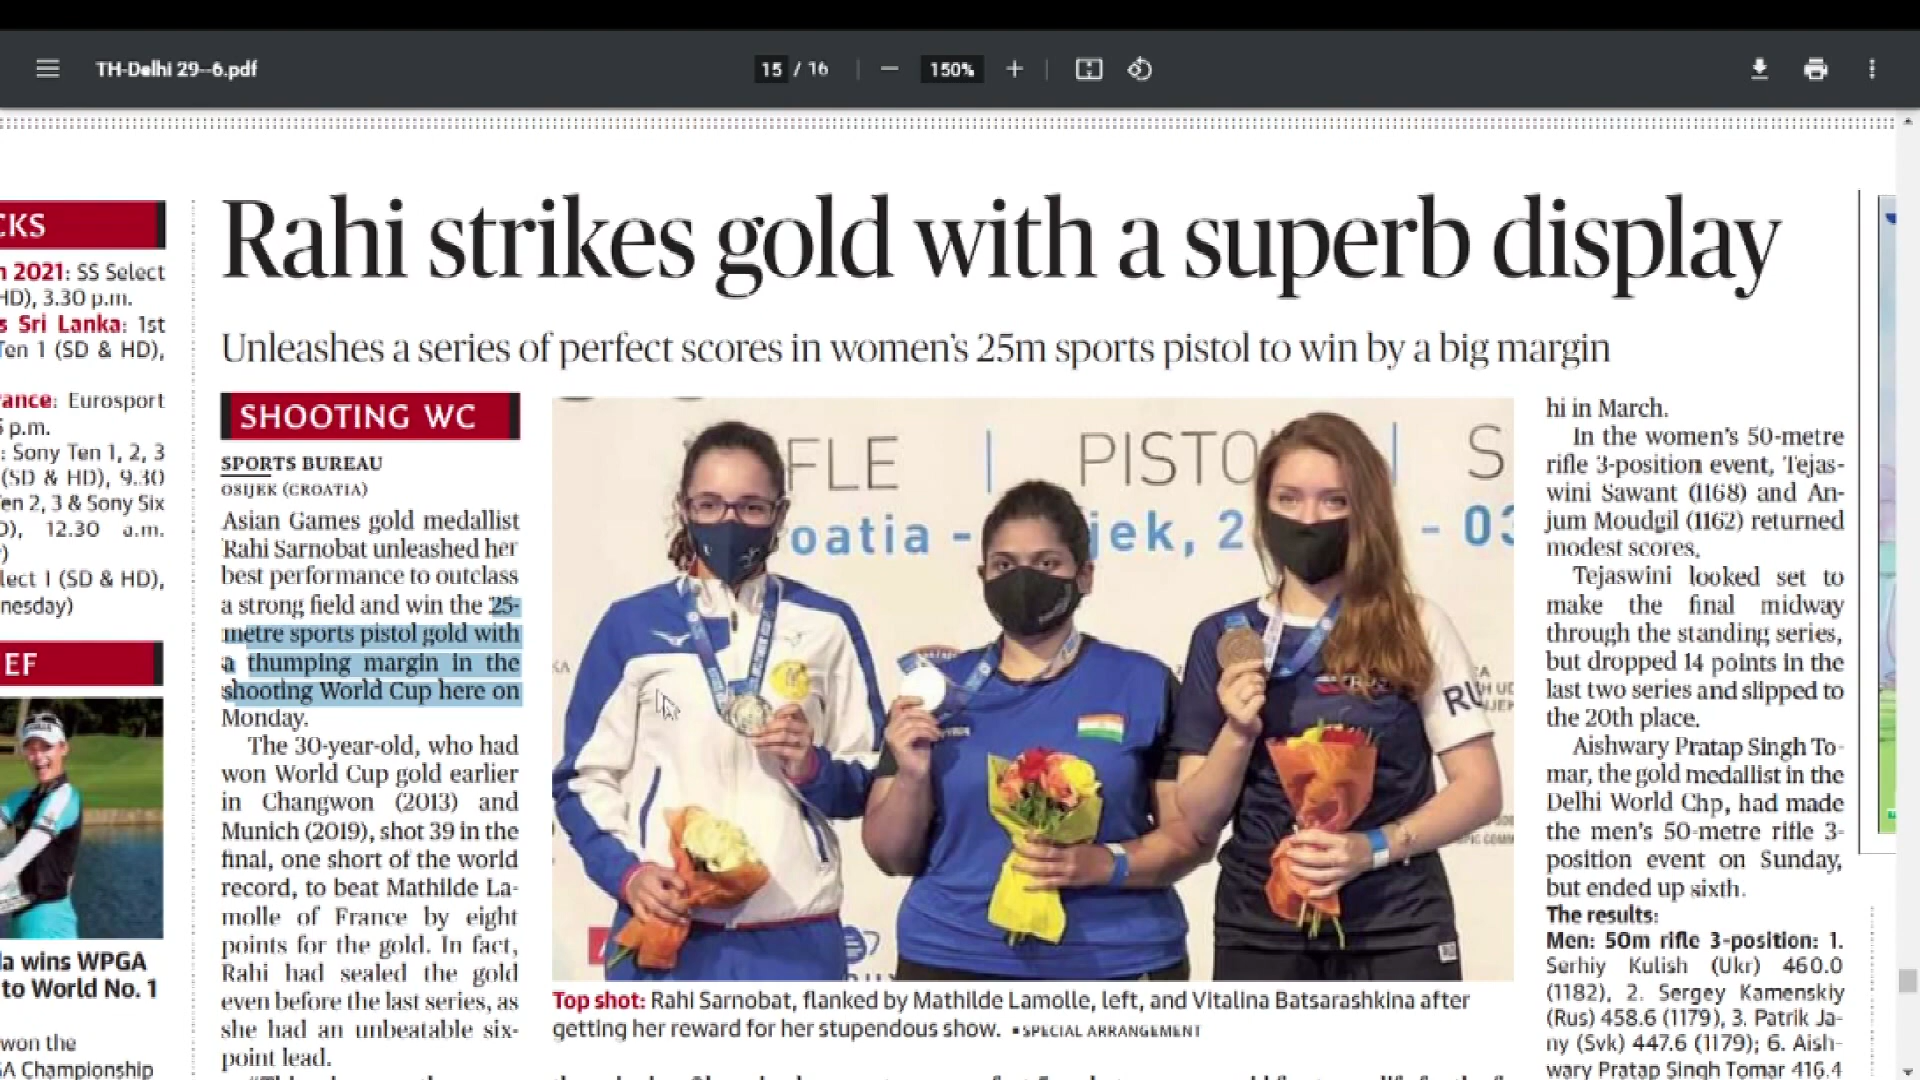 TH-Delhi 29--6.pdf
15 / 16
150%
CKS
n 2021: SS Select
HD), 3.30 p.m.
s Sri Lanka: 1st
Ten 1 (SD & HD),
rance: Eurosport
5 p.m.
: Sony Ten 1, 2, 3
(SD & HD), 9.30
Ten 2, 3 & Sony Six
D), 12.30 a.m.
lect 1 (SD & HD),
nesday)
EF
la wins WPGA
to World No. 1
won the
GA Championship
Rahi strikes gold with a superb display
Unleashes a series of perfect scores in women's 25m sports pistol to win by a big margin
SHOOTING WC
SPORTS BUREAU
OSIJEK (CROATIA)
Asian Games gold medallist
Rahi Sarnobat unleashed her
best performance to outclass
a strong field and win the 25-
metre sports pistol gold with
a thumping margin in the
shooting World Cup here on
Monday.
The 30-year-old, who had
won World Cup gold earlier
in Changwon (2013) and
Munich (2019), shot 39 in the
final, one short of the world
record, to beat Mathilde La-
molle of France by eight
points for the gold. In fact,
Rahi had sealed the gold
even before the last series, as
she had an unbeatable six-
point lead.
FLE | PISTO | S
oatia - jek, 2 - 03
RU
Top shot: Rahi Sarnobat, flanked by Mathilde Lamolle, left, and Vitalina Batsarashkina after
getting her reward for her stupendous show. ▪ SPECIAL ARRANGEMENT
hi in March.
In the women's 50-metre
rifle 3-position event, Tejas-
wini Sawant (1168) and An-
jum Moudgil (1162) returned
modest scores.
Tejaswini looked set to
make the final midway
through the standing series,
but dropped 14 points in the
last two series and slipped to
the 20th place.
Aishwary Pratap Singh To-
mar, the gold medallist in the
Delhi World Chp, had made
the men's 50-metre rifle 3-
position event on Sunday,
but ended up sixth.
The results:
Men: 50m rifle 3-position: 1.
Serhiy Kulish (Ukr) 460.0
(1182), 2. Sergey Kamenskiy
(Rus) 458.6 (1179), 3. Patrik Ja-
ny (Svk) 447.6 (1179); 6. Aish-
wary Pratap Singh Tomar 416.4